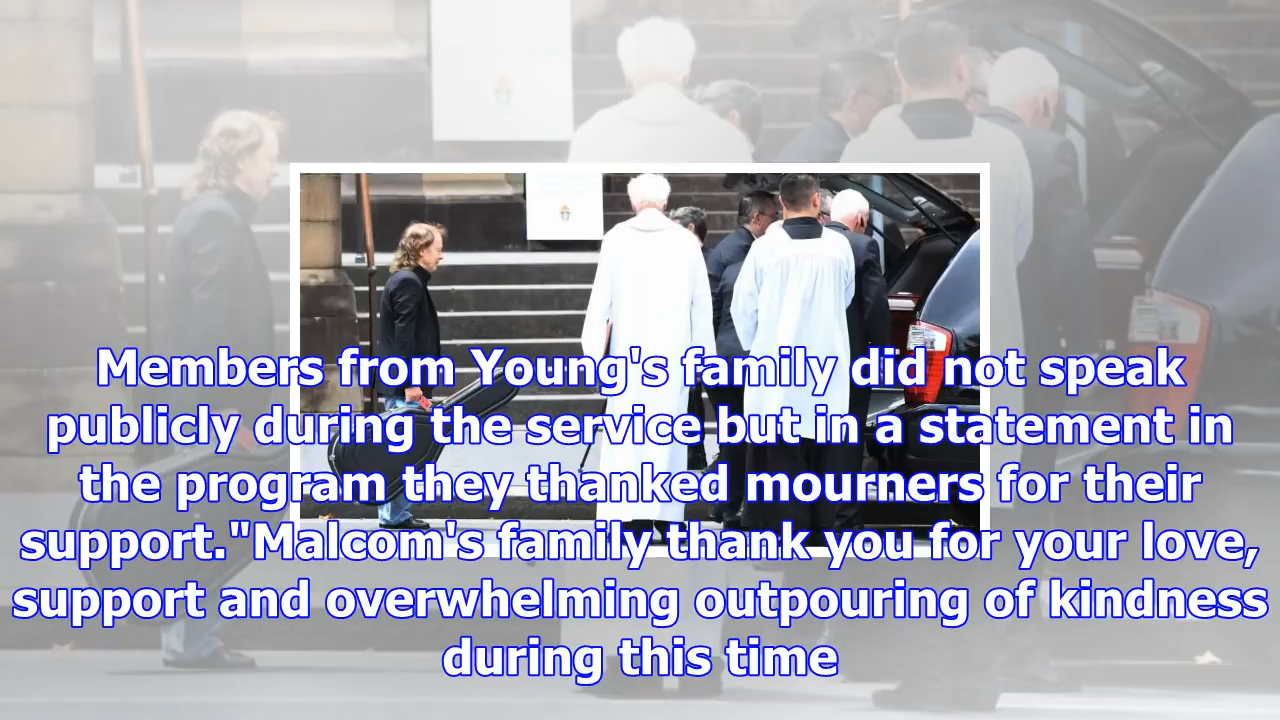 Members from Young's family did not speak
publicly during the service but in a statement in
the program they thanked mourners for their
support."Malcom's family thank you for your love,
support and overwhelming outpouring of kindness
during this time